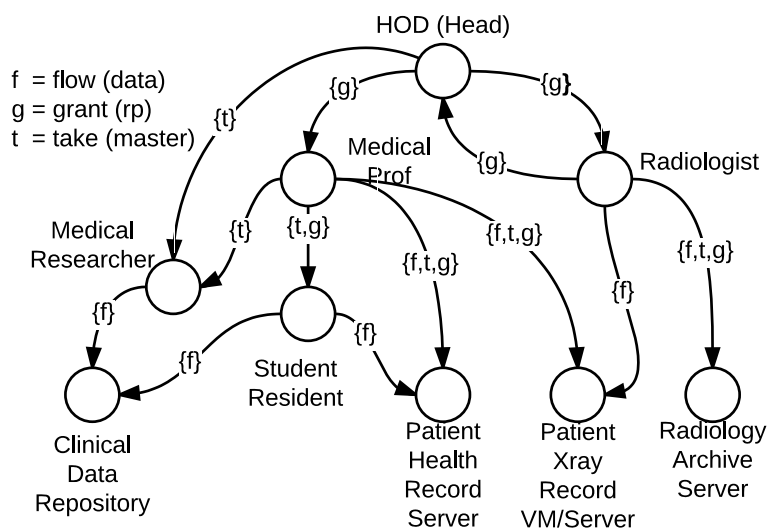 HOD (Head)
f = flow (data)
g = grant (rp)
t = take (master)
{g}
{g}
{t}
{g}
Medical
Prof
Radiologist
Medical
Researcher
{t}
{t,g}
{f,t,g}
{f,t,g}
{f}
{f,t,g}
{f}
{f}
{f}
Student
Resident
Clinical
Data
Repository
Patient
Health
Record
Server
Patient
Xray
Record
VM/Server
Radiology
Archive
Server